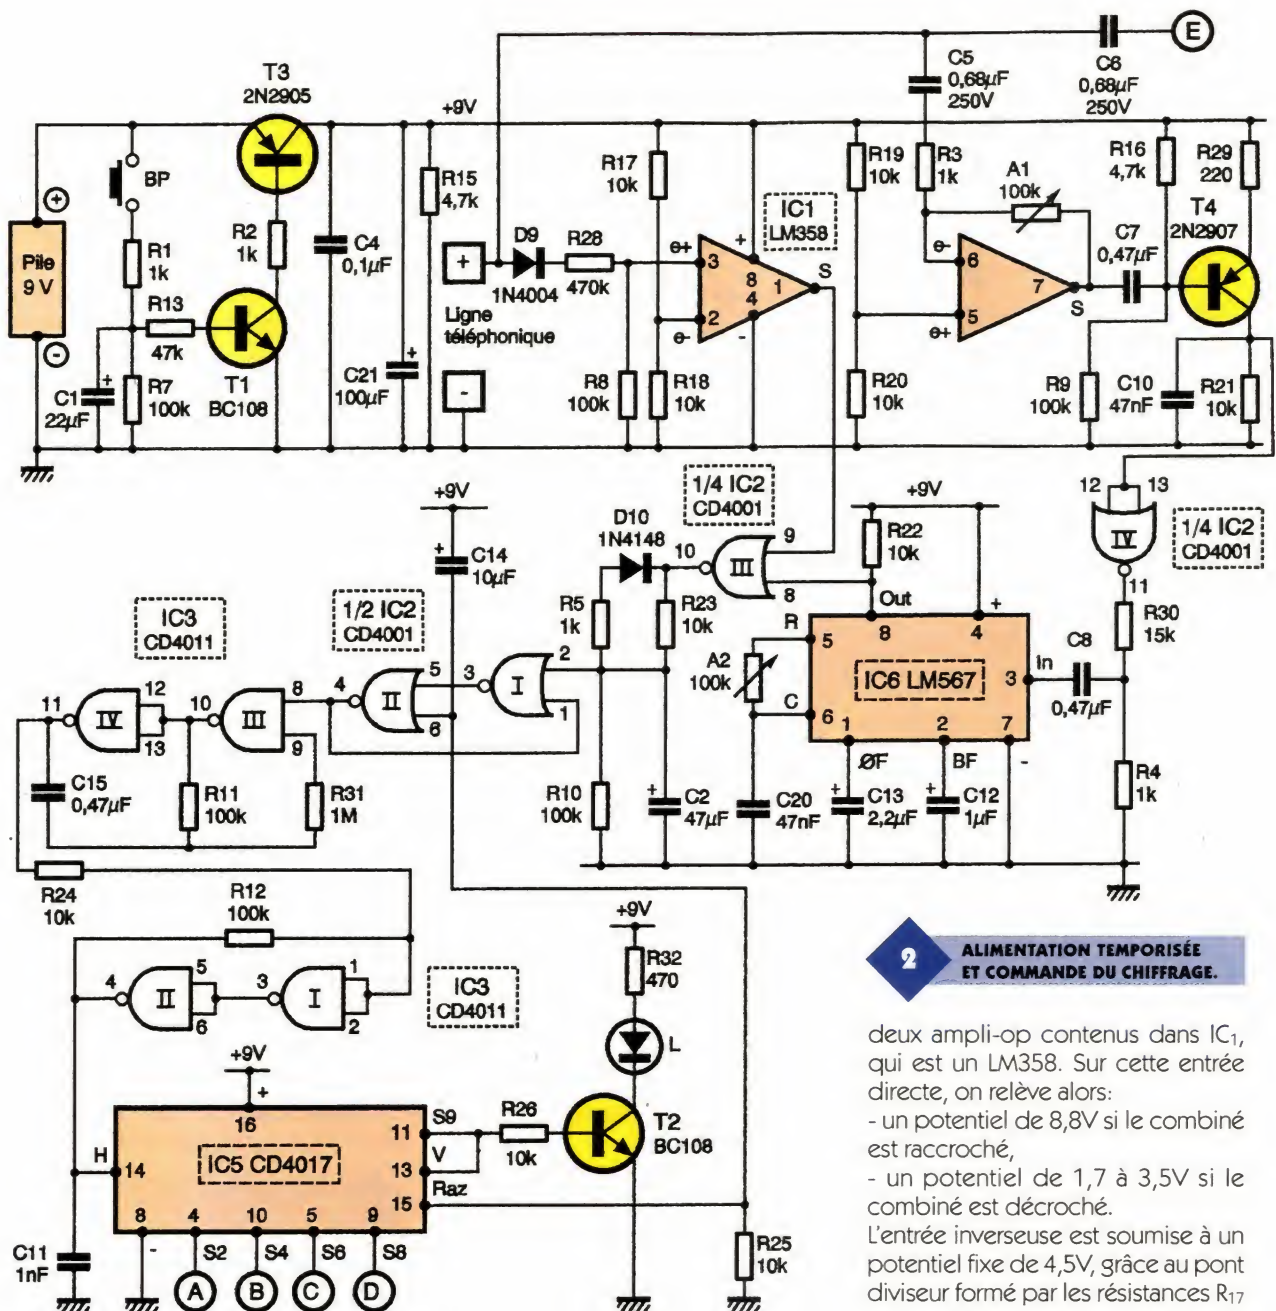 T3
2N2905
+9V
C5
0,68µF
250V
C6
0,68µF
250V
E
BP
R1
1k
R2
1k
R13
47k
Pile
9 V
+
-
C1
22µF
R7
100k
T1
BC108
C4
0,1µF
C21
100µF
R15
4,7k
+
D9
1N4004
R28
470k
Ligne
téléphonique
-
R17
10k
IC1
LM358
e+
3
e-
2
+
8
4
-
1
S
R8
100k
R18
10k
R19
10k
R3
1k
A1
100k
e-
6
7
S
5
e+
R20
10k
R16
4,7k
R29
220
T4
2N2907
C7
0,47µF
R9
100k
C10
47nF
R21
10k
+9V
C14
10µF
D10
1N4148
1/4 IC2
CD4001
10
III
9
8
+9V
R22
10k
12
13
IV
11
1/4 IC2
CD4001
IC3
CD4011
1/2 IC2
CD4001
R5
1k
R23
10k
Out
8
+
4
R
5
A2
100k
C
6
IC6 LM567
In
3
C8
0,47µF
R30
15k
1
2
7
ØF
BF
-
11
IV
12
13
10
III
8
9
4
II
5
6
3
I
2
1
C15
0,47µF
R11
100k
R31
1M
R10
100k
C2
47µF
C20
47nF
C13
2,2µF
C12
1µF
R4
1k
R24
10k
R12
100k
4
II
5
6
3
I
1
2
IC3
CD4011
+9V
R32
470
L
+9V
+
16
H
14
IC5 CD4017
S9
11
V
13
Raz
15
R26
10k
T2
BC108
8
4
10
5
9
-
S2
S4
S6
S8
C11
1nF
A
B
C
D
R25
10k
2
ALIMENTATION TEMPORISÉE
ET COMMANDE DU CHIFFRAGE.
deux ampli-op contenus dans IC1,
qui est un LM358. Sur cette entrée
directe, on relève alors:
- un potentiel de 8,8V si le combiné
est raccroché,
- un potentiel de 1,7 à 3,5V si le
combiné est décroché.
L'entrée inverseuse est soumise à un
potentiel fixe de 4,5V, grâce au pont
diviseur formé par les résistances R17